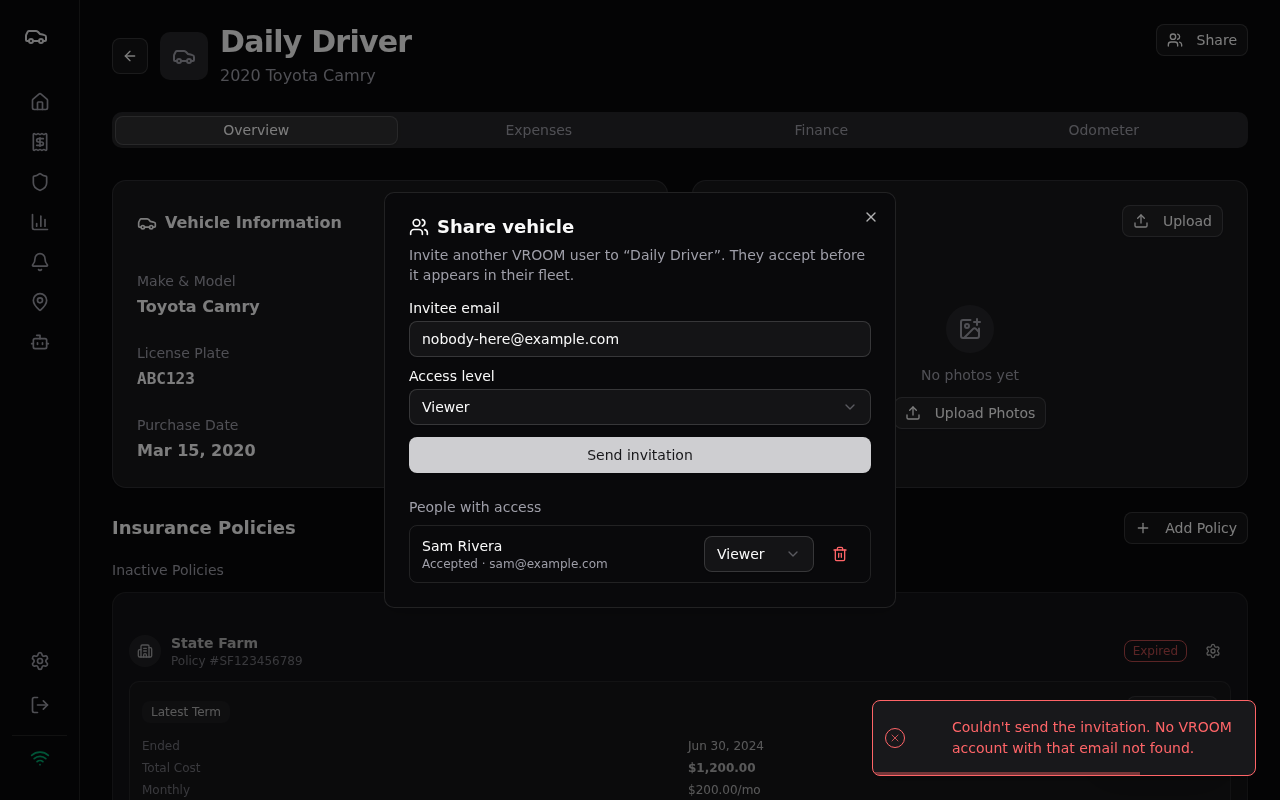 Daily Driver
2020 Toyota Camry
Share
Overview
Expenses
Finance
Odometer
Vehicle Information
Upload
Make & Model
Toyota Camry
License Plate
ABC123
Purchase Date
Mar 15, 2020
No photos yet
Upload Photos
Share vehicle
Invite another VROOM user to “Daily Driver”. They accept before
it appears in their fleet.
Invitee email
nobody-here@example.com
Access level
Viewer
Send invitation
People with access
Sam Rivera
Accepted · sam@example.com
Viewer
Insurance Policies
Add Policy
Inactive Policies
State Farm
Policy #SF123456789
Expired
Latest Term
Ended
Jun 30, 2024
Total Cost
$1,200.00
Monthly
$200.00/mo
Couldn't send the invitation. No VROOM
account with that email not found.